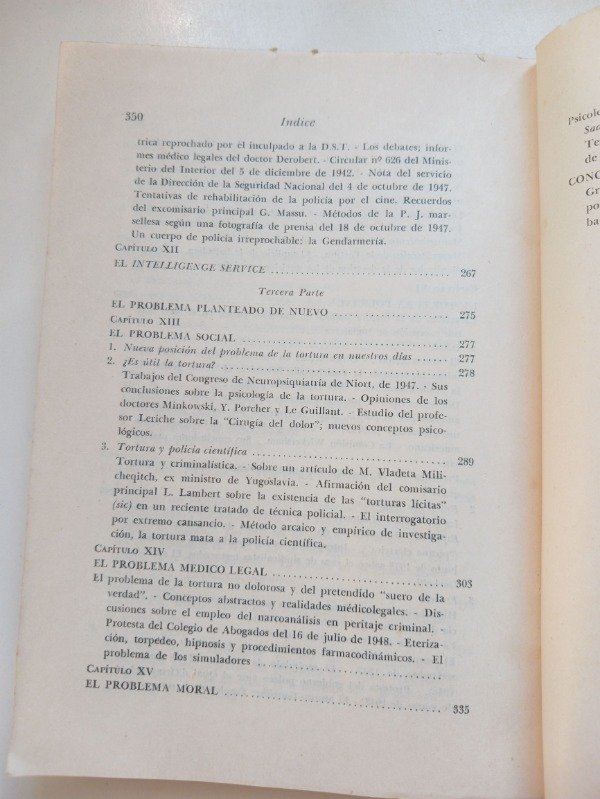 350
Indice
trica reprochado por el inculpado a la D.S.T. - Los debates; infor-
mes médico legales del doctor Derobert. - Circular nº 626 del Minis-
terio del Interior del 5 de diciembre de 1942. - Nota del servicio
de la Dirección de la Seguridad Nacional del 4 de octubre de 1947.
Tentativas de rehabilitación de la policía por el cine. Recuerdos
del excomisario principal G. Massu. - Métodos de la P. J. mar-
sellesa según una fotografía de prensa del 18 de octubre de 1947.
Un cuerpo de policía irreprochable: la Gendarmería.
CAPÍTULO XII
EL INTELLIGENGE SERVICE ........ 267
Tercera Parte
EL PROBLEMA PLANTEADO DE NUEVO ........ 275
CAPÍTULO XIII
EL PROBLEMA SOCIAL ........ 277
1. Nueva posición del problema de la tortura en nuestros días ...... 277
2. ¿Es útil la tortura? ........ 278
Trabajos del Congreso de Neuropsiquiatría de Niort, de 1947. - Sus
conclusiones sobre la psicología de la tortura. - Opiniones de los
doctores Minkowski, Y. Porcher y Le Guillant. - Estudio del profe-
sor Leriche sobre la "Cirugía del dolor"; nuevos conceptos psico-
lógicos.
3. Tortura y policía científica ........ 289
Tortura y criminalística. - Sobre un artículo de M. Vladeta Mili-
cheqitch, ex ministro de Yugoslavia. - Afirmación del comisario
principal L. Lambert sobre la existencia de las "torturas lícitas"
(sic) en un reciente tratado de técnica policial. - El interrogatorio
por extremo cansancio. - Método arcaico y empírico de investiga-
ción, la tortura mata a la policía científica.
CAPÍTULO XIV
EL PROBLEMA MEDICO LEGAL ........ 303
El problema de la tortura no dolorosa y del pretendido "suero de la
verdad". - Conceptos abstractos y realidades médicolegales. - Dis-
cusiones sobre el empleo del narcoanálisis en peritaje criminal. -
Protesta del Colegio de Abogados del 16 de julio de 1948. - Eteriza-
ción, torpedeo, hipnosis y procedimientos farmacodinámicos. - El
problema de los simuladores ........
CAPÍTULO XV
EL PROBLEMA MORAL ........ 335
Psicolo
Sac
Te
de
CONC
Gr
po
ba